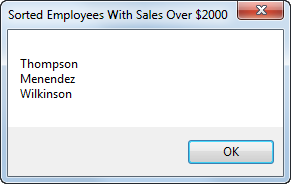 Sorted Employees With Sales Over $2000
Thompson
Menendez
Wilkinson
OK